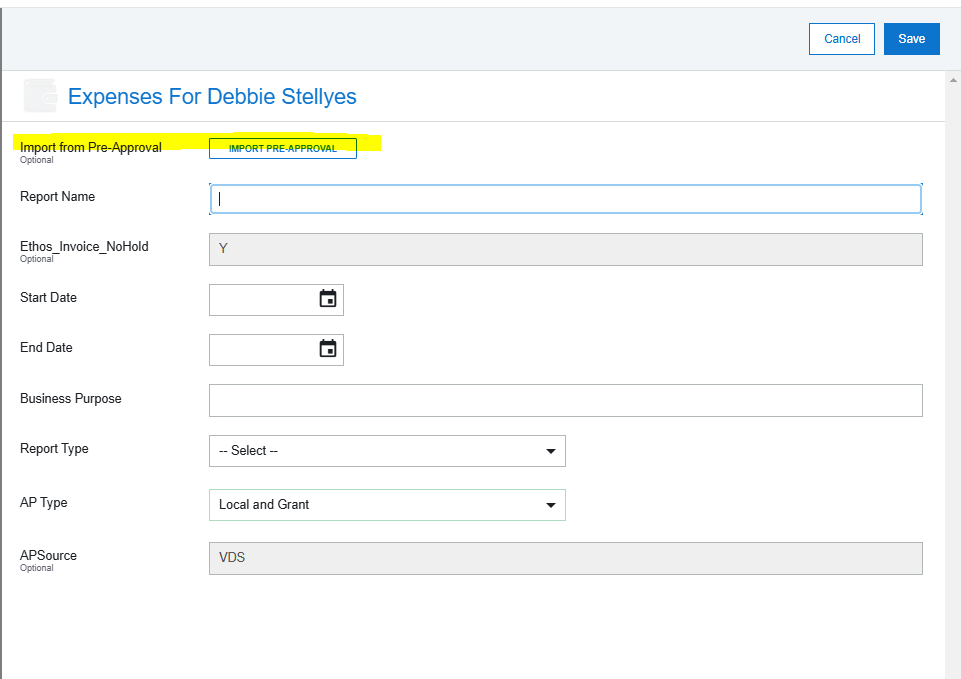 Cancel Save
Expenses For Debbie Stellyes
Import from Pre-Approval IMPORT PRE-APPROVAL
Optional
Report Name
Ethos_Invoice_NoHold Y
Optional
Start Date
End Date
Business Purpose
Report Type -- Select --
AP Type Local and Grant
APSource VDS
Optional